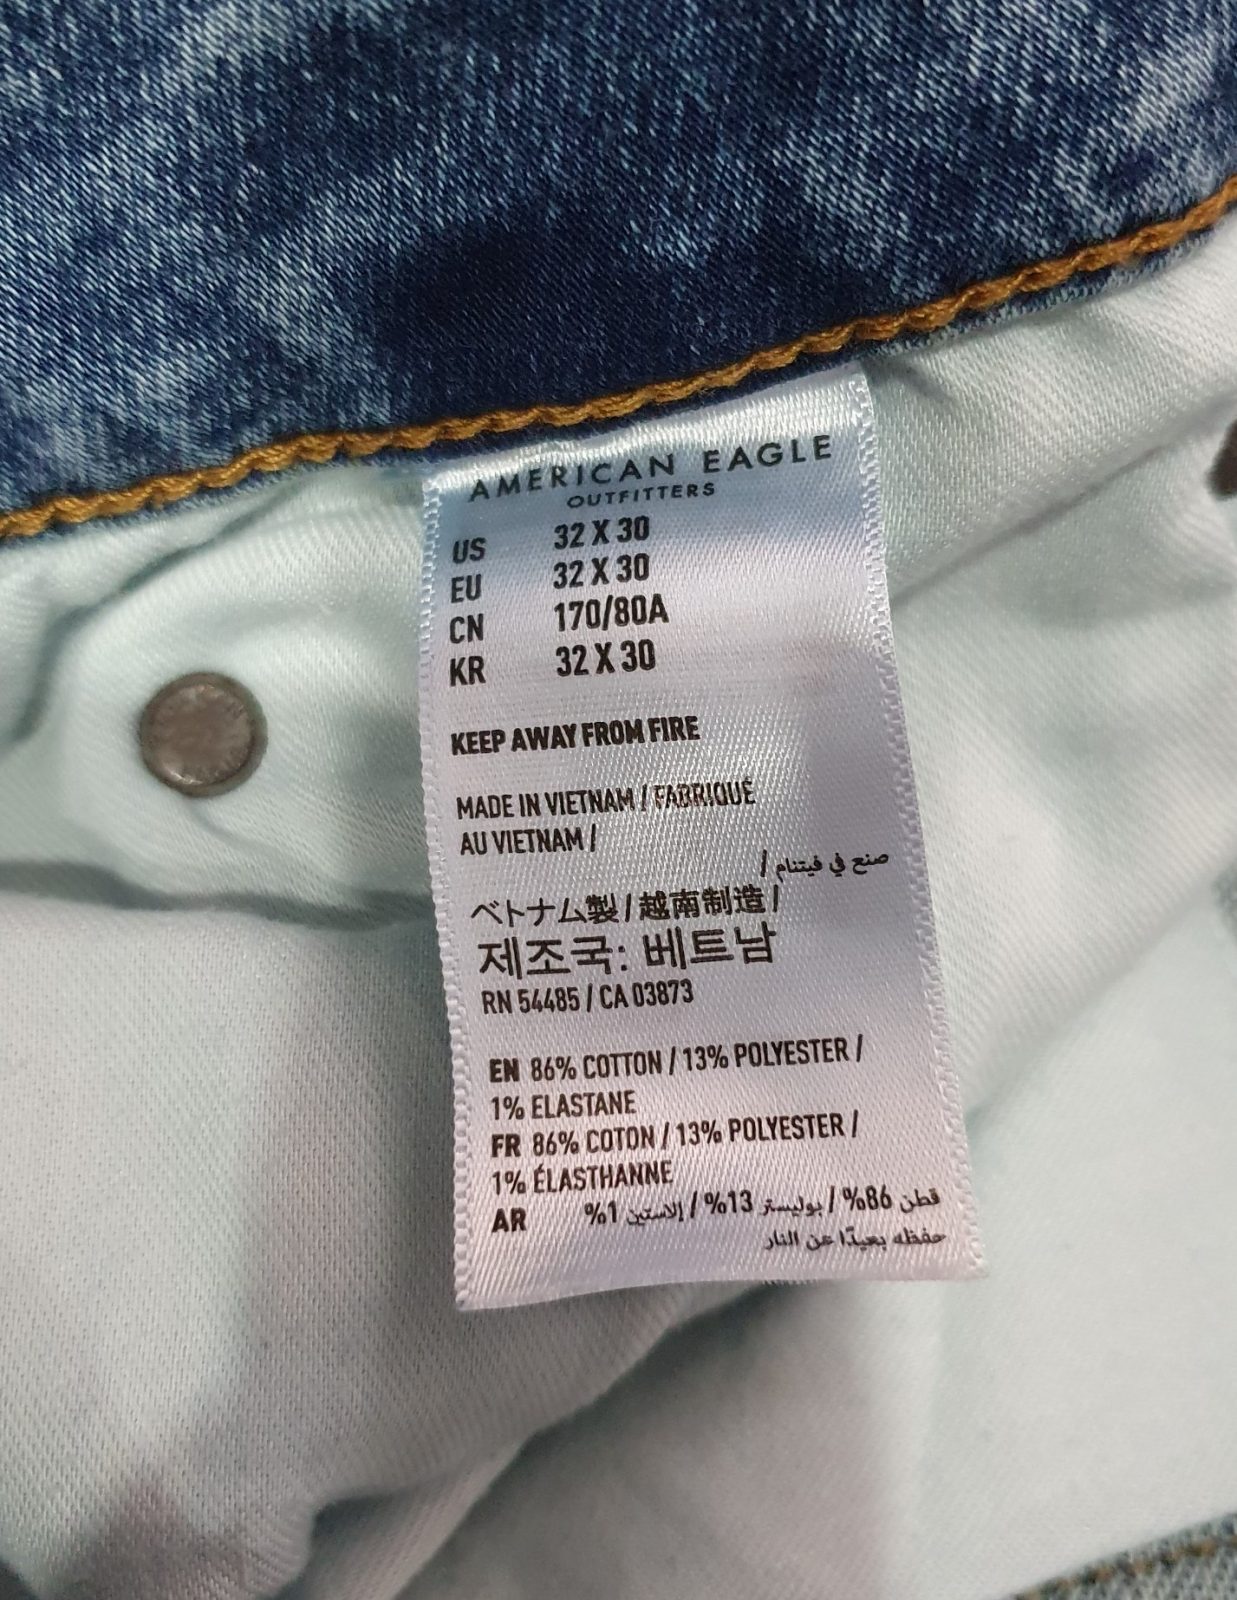 AMERICAN EAGLE
OUTFITTERS
US 32 X 30
EU 32 X 30
CN 170/80A
KR 32 X 30
KEEP AWAY FROM FIRE
MADE IN VIETNAM / FABRIQUÉ
AU VIETNAM /
صنع في فيتنام /
ベトナム製 / 越南制造 /
제조국: 베트남
RN 54485 / CA 03873
EN 86% COTTON / 13% POLYESTER /
1% ELASTANE
FR 86% COTON / 13% POLYESTER /
1% ÉLASTHANNE
AR قطن 86% / بوليستر 13% / إلاستين 1%
حفظه بعيدًا عن النار